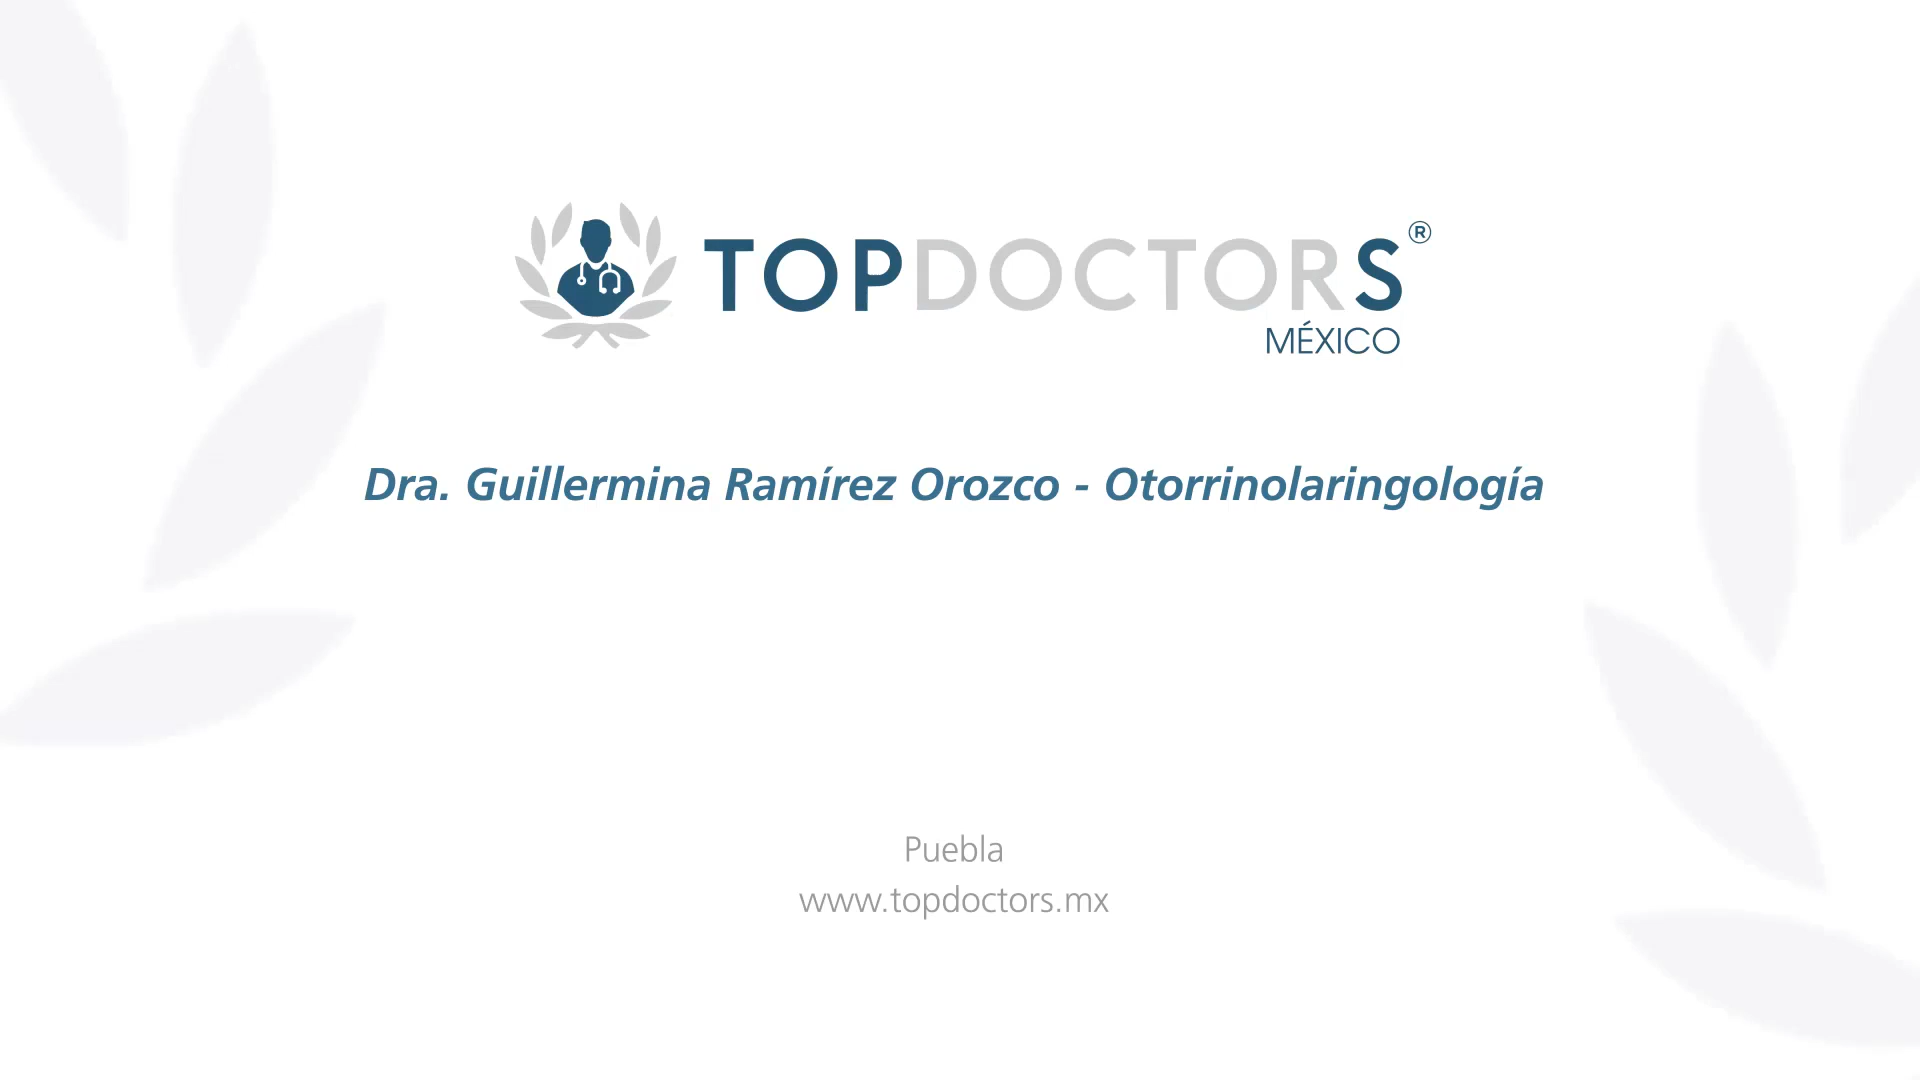 TOPDOCTORS®
MÉXICO
Dra. Guillermina Ramírez Orozco - Otorrinolaringología
Puebla
www.topdoctors.mx